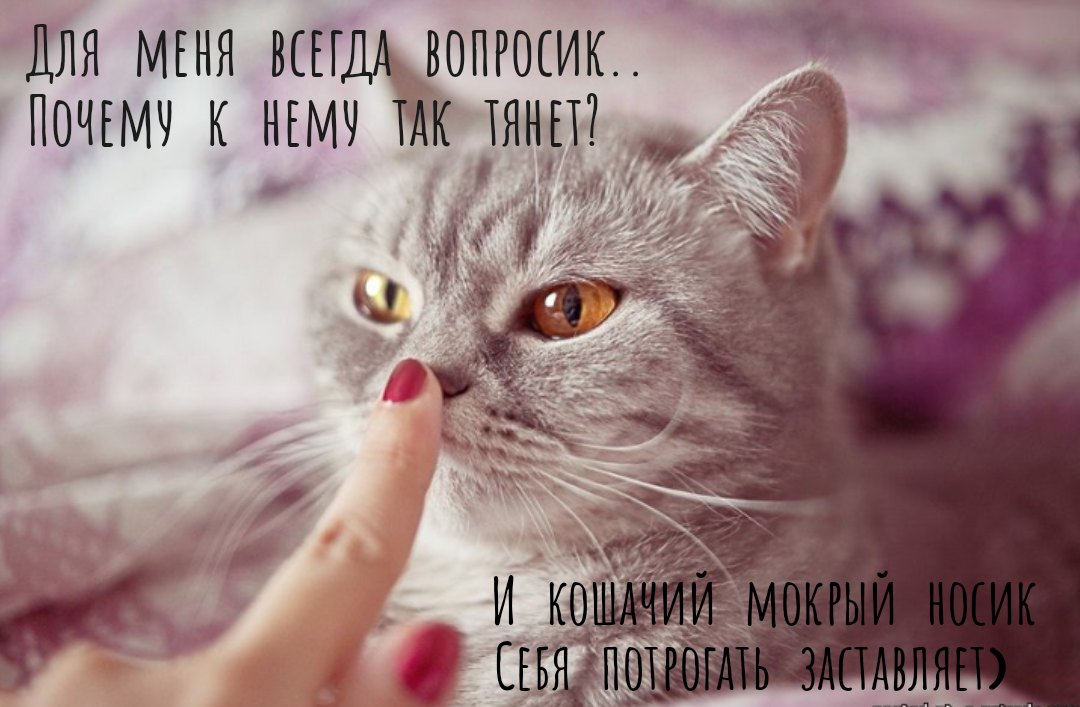 Для меня всегда вопросик..
Почему к нему так тянет?
И кошачий мокрый носик
Себя потрогать заставляет)